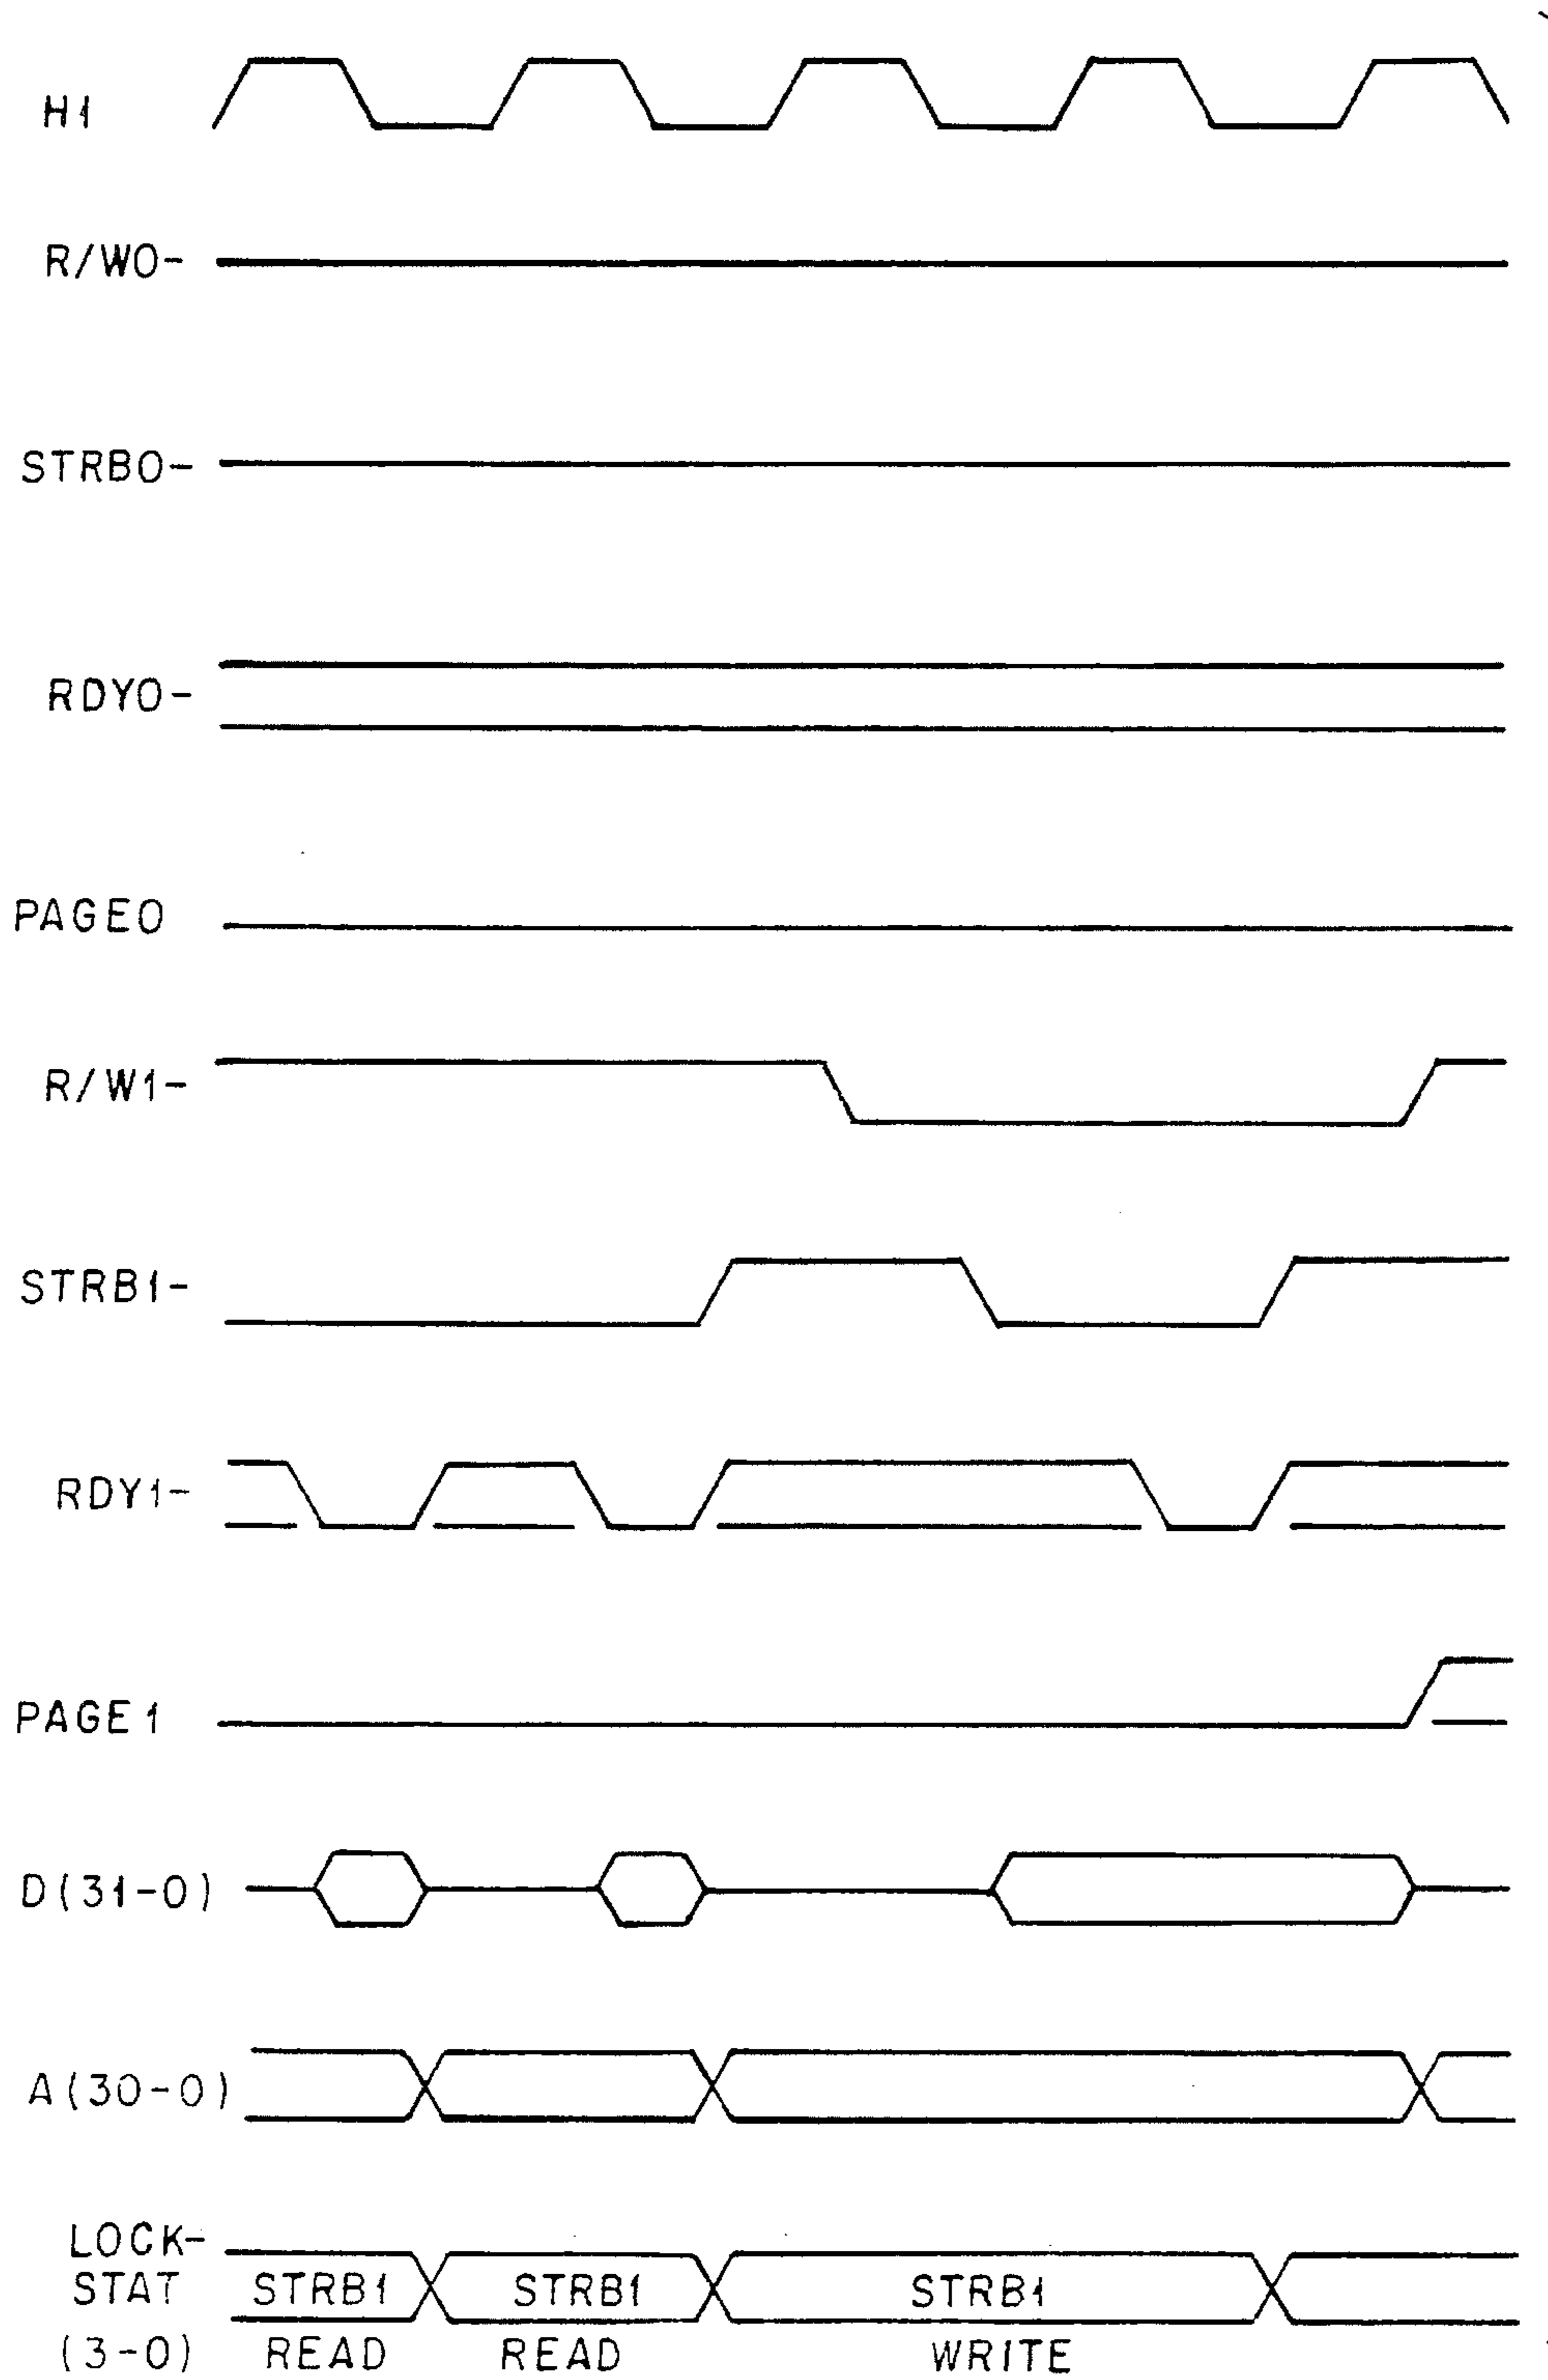 H1
R/W0-
STRB0-
RDY0-
PAGE0
R/W1-
STRB1-
RDY1-
PAGE1
D(31-0)
A(30-0)
LOCK-
STAT STRB1 STRB1 STRB1
(3-0) READ READ WRITE